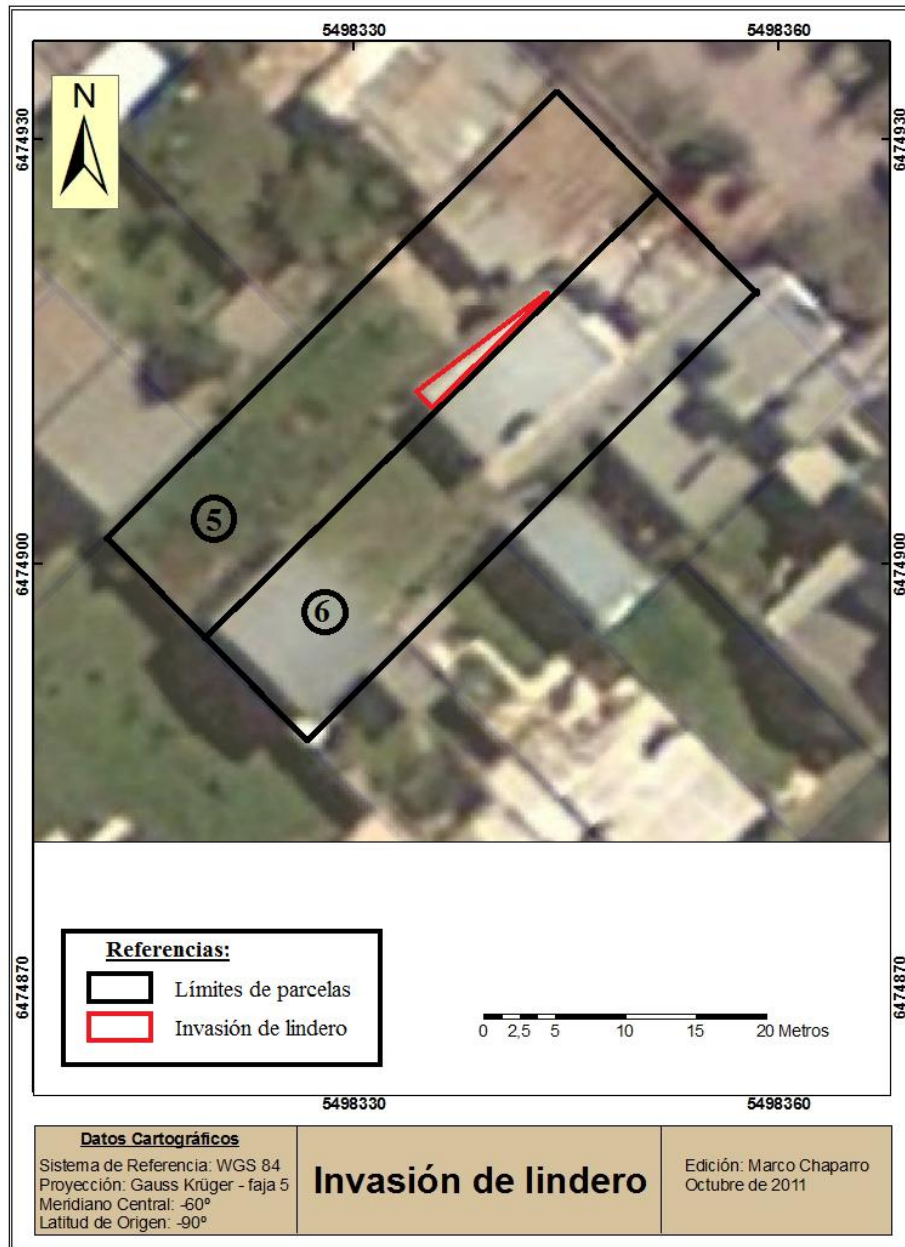 5498330 5498360
N
6474930 6474930
5
6474900 6474900
6
Referencias:
Límites de parcelas
Invasión de lindero
6474870 6474870
0 2,5 5 10 15 20 Metros
5498330 5498360
Datos Cartográficos
Sistema de Referencia: WGS 84
Proyección: Gauss Krüger - faja 5
Meridiano Central: -60º
Latitud de Origen: -90º
Invasión de lindero
Edición: Marco Chaparro
Octubre de 2011